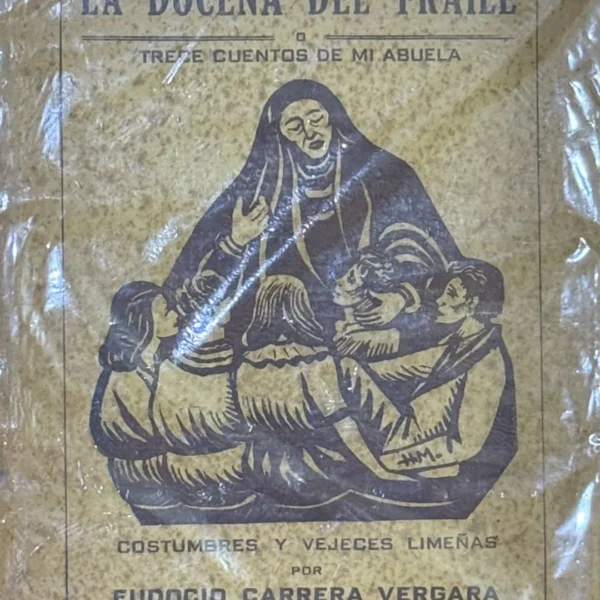 LA DOCENA DEL FRAILE
O
TRECE CUENTOS DE MI ABUELA
H.M.
COSTUMBRES Y VEJECES LIMEÑAS
POR
EUDOCIO CARRERA VERGARA